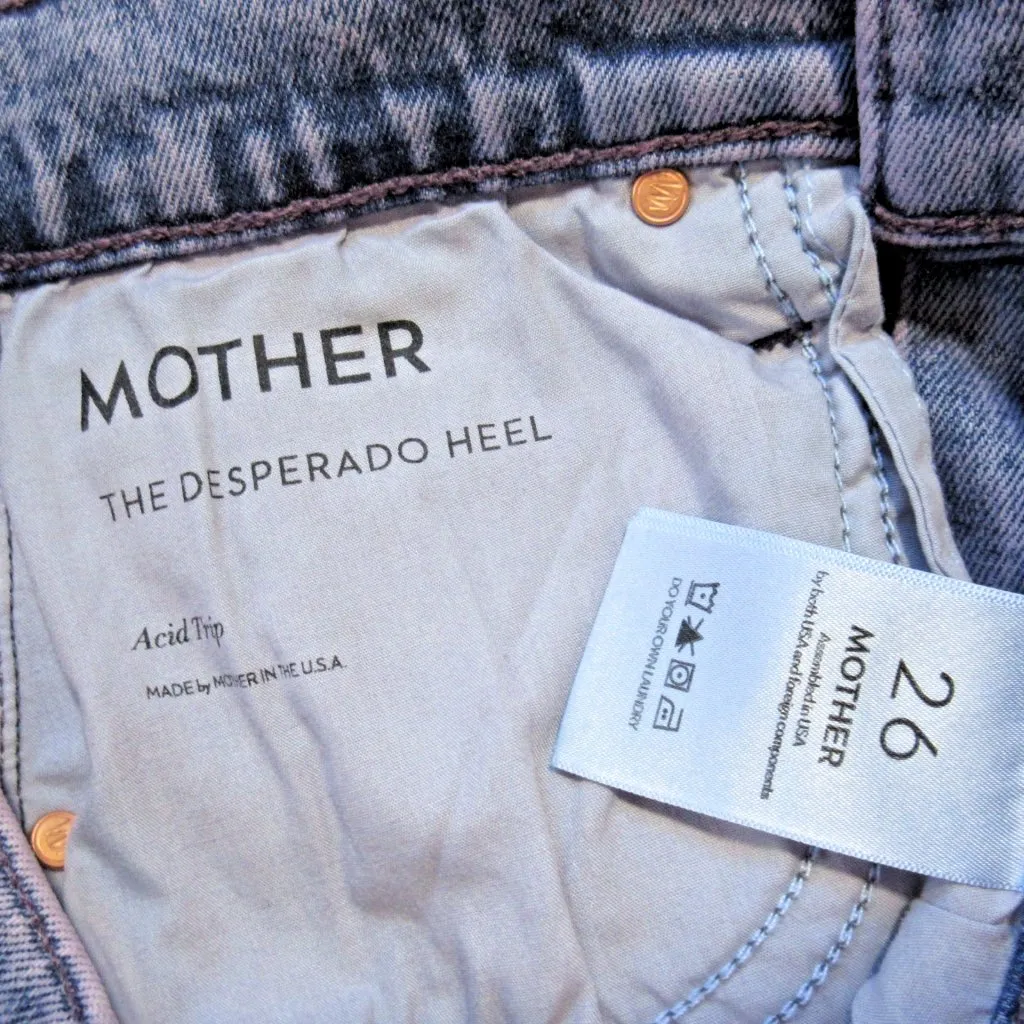 MOTHER
THE DESPERADO HEEL
Acid Trip
MADE by MOTHER IN THE U.S.A.
26
MOTHER
Assembled in USA
by both USA and foreign components
DO YOUR OWN LAUNDRY